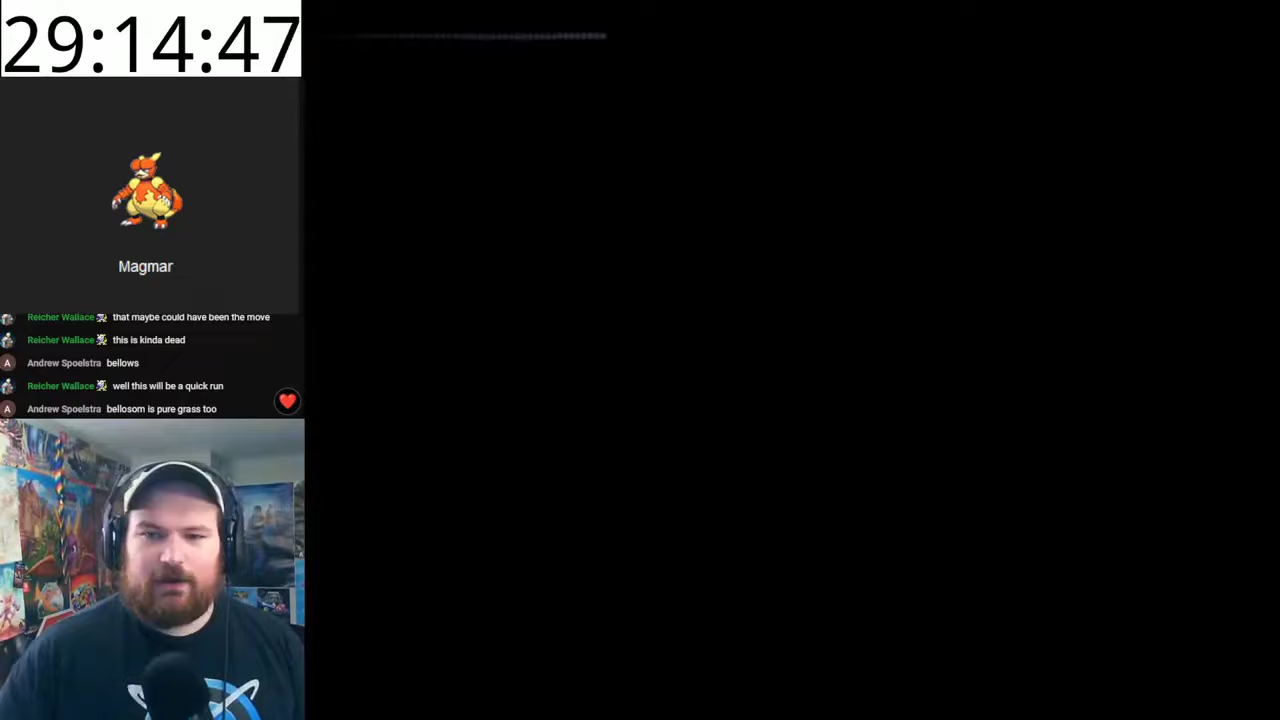 29:14:47
Magmar
Reicher Wallace that maybe could have been the move
Reicher Wallace this is kinda dead
A Andrew Spoelstra bellows
Reicher Wallace well this will be a quick run
A Andrew Spoelstra bellosom is pure grass too